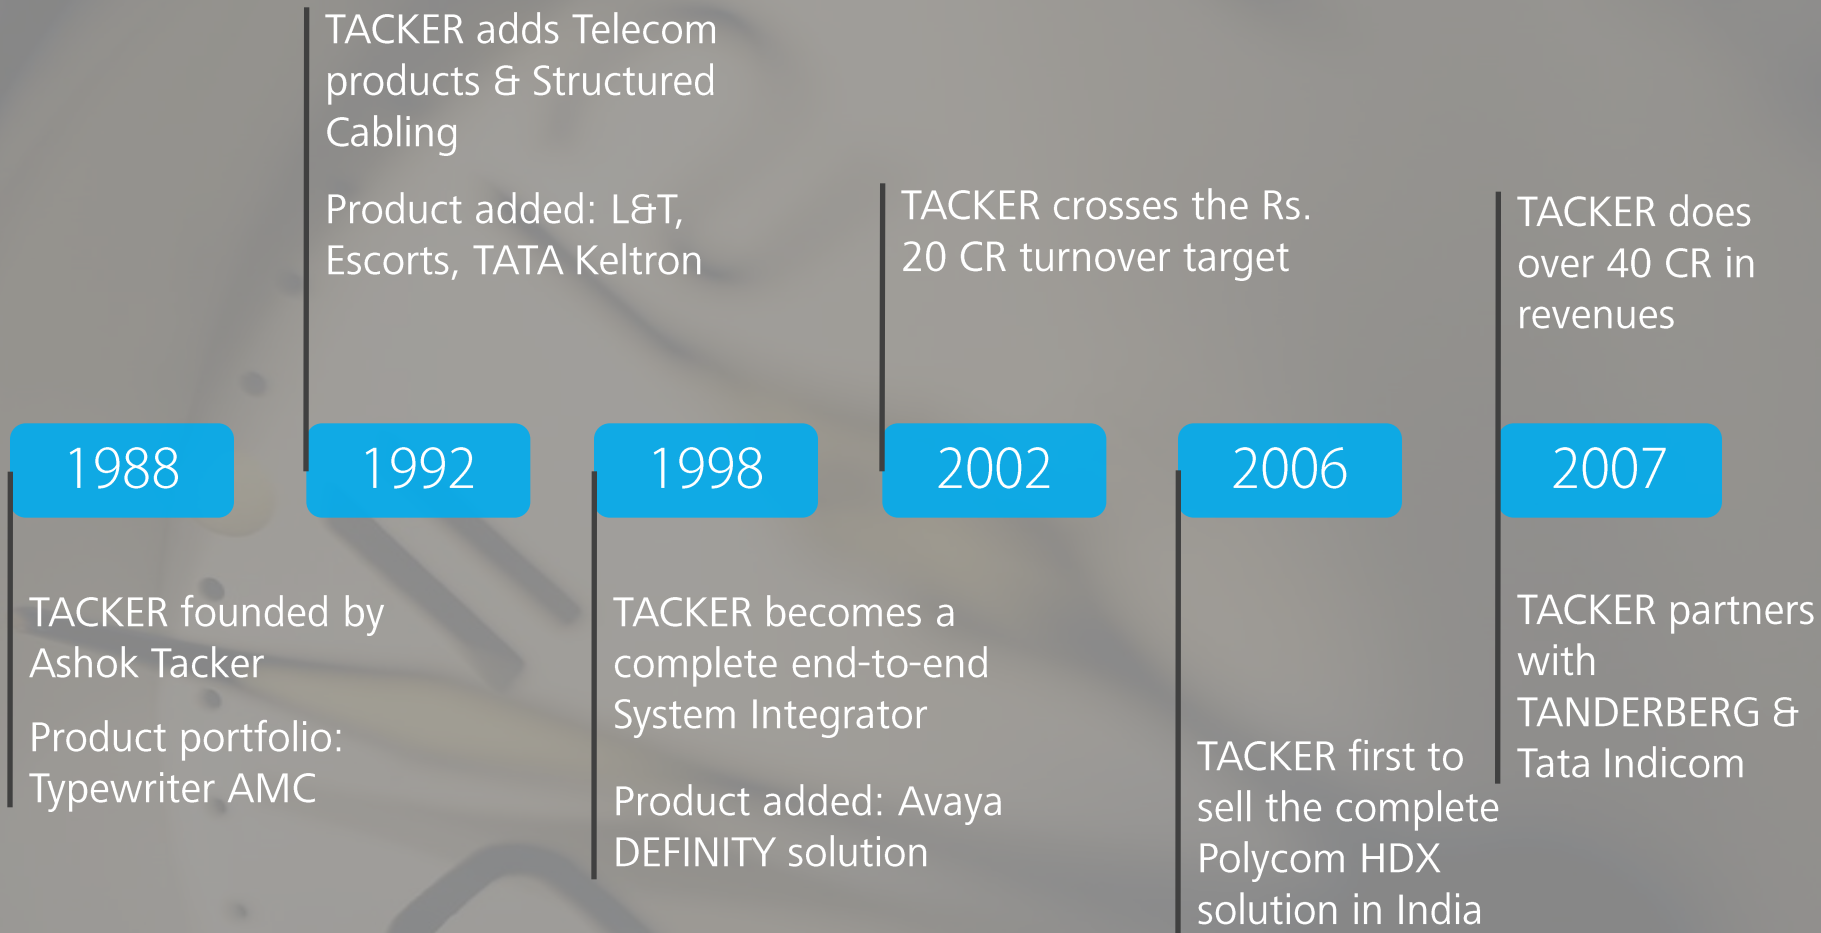 TACKER adds Telecom
products & Structured
Cabling
Product added: L&T,
Escorts, TATA Keltron
TACKER crosses the Rs.
20 CR turnover target
TACKER does
over 40 CR in
revenues
1988
1992
1998
2002
2006
2007
TACKER founded by
Ashok Tacker
Product portfolio:
Typewriter AMC
TACKER becomes a
complete end-to-end
System Integrator
Product added: Avaya
DEFINITY solution
TACKER first to
sell the complete
Polycom HDX
solution in India
TACKER partners
with
TANDERBERG &
Tata Indicom